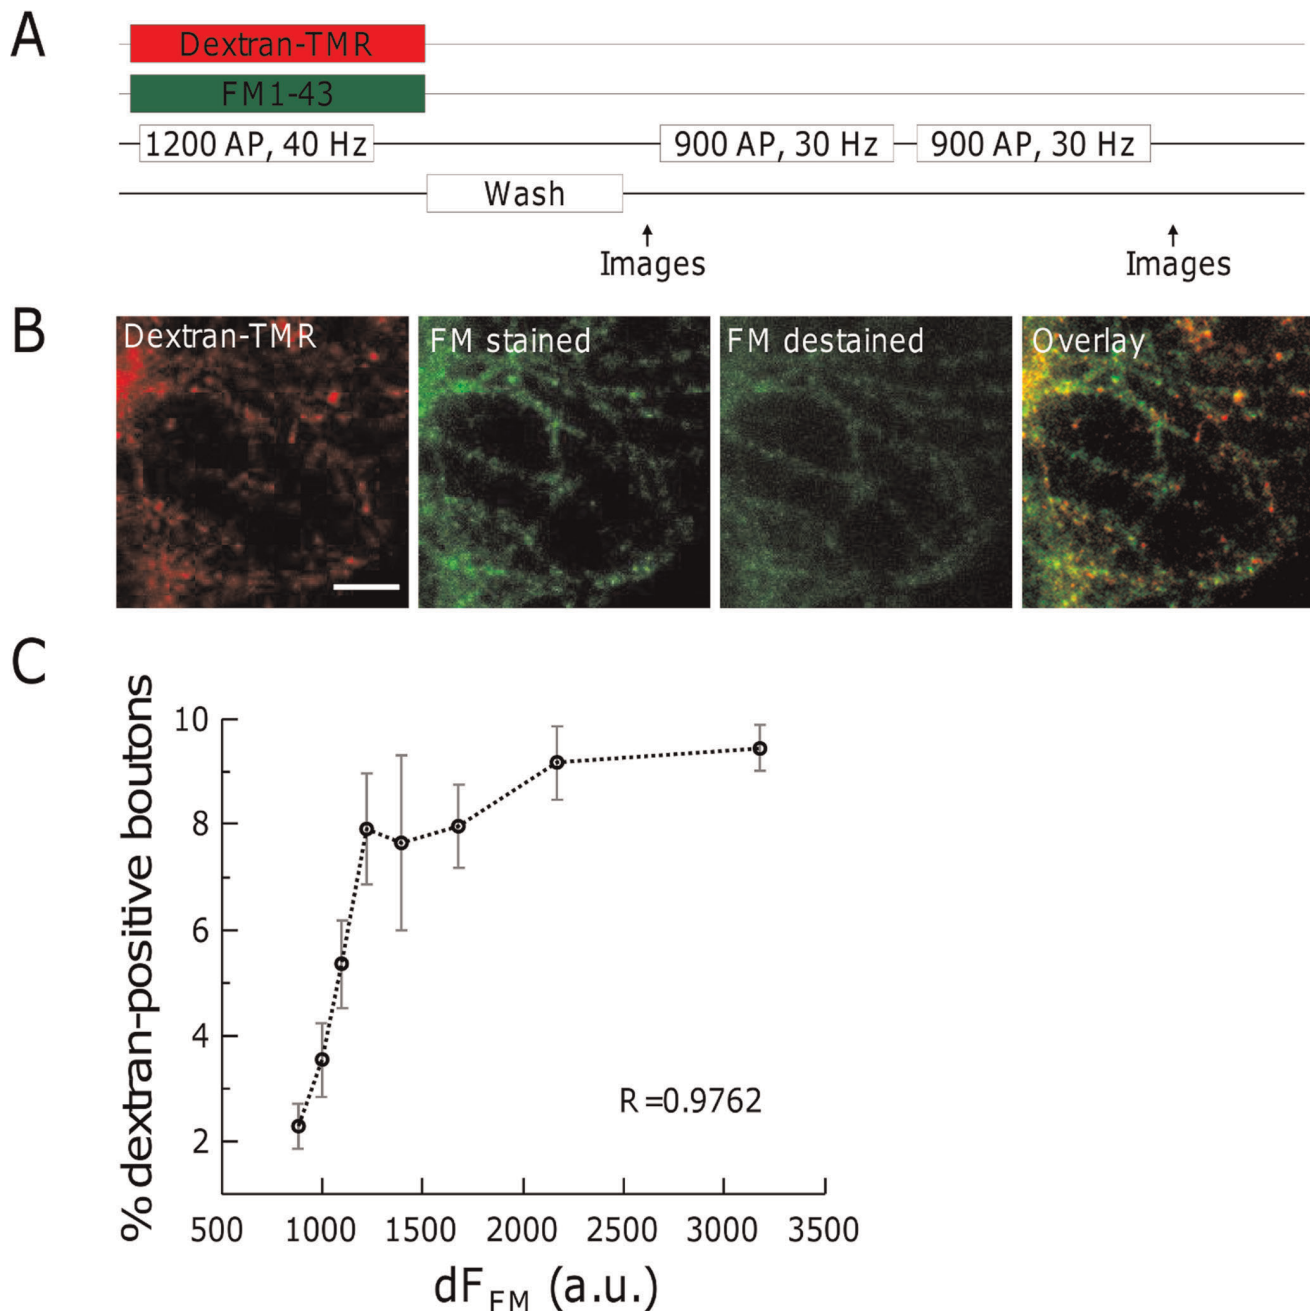 A
Dextran-TMR
FM1-43
1200 AP, 40 Hz 900 AP, 30 Hz 900 AP, 30 Hz
Wash
Images Images
B
Dextran-TMR FM stained FM destained Overlay
C
% dextran-positive boutons
10
8
6
4
2
R=0.9762
500 1000 1500 2000 2500 3000 3500
dF_FM (a.u.)